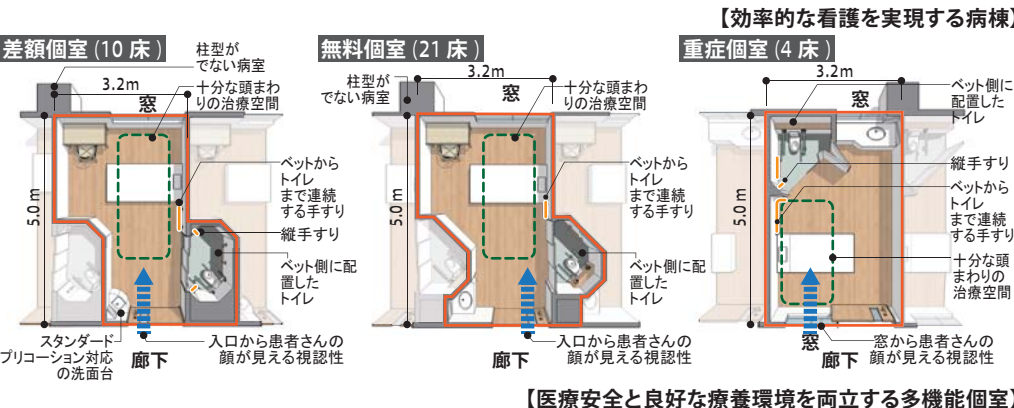 【効率的な看護を実現する病棟】
差額個室 (10 床 )
柱型が
でない病室
3.2m
窓
十分な頭まわ
りの治療空間
5.0 m
ベットから
トイレ
まで連続
する手すり
縦手すり
ベット側に配
置した
トイレ
スタンダード
プリコーション対応
の洗面台
廊下
入口から患者さんの
顔が見える視認性
無料個室 (21 床 )
柱型が
でない病室
3.2m
窓
十分な頭まわ
りの治療空間
5.0 m
ベットから
トイレ
まで連続
する手すり
ベット側に配
置した
トイレ
廊下
入口から患者さんの
顔が見える視認性
重症個室 (4 床 )
3.2m
窓
ベット側に
配置した
トイレ
5.0 m
縦手すり
ベットから
トイレ
まで連続
する手すり
十分な頭
まわりの
治療空間
窓
廊下
窓から患者さんの
顔が見える視認性
【医療安全と良好な療養環境を両立する多機能個室】